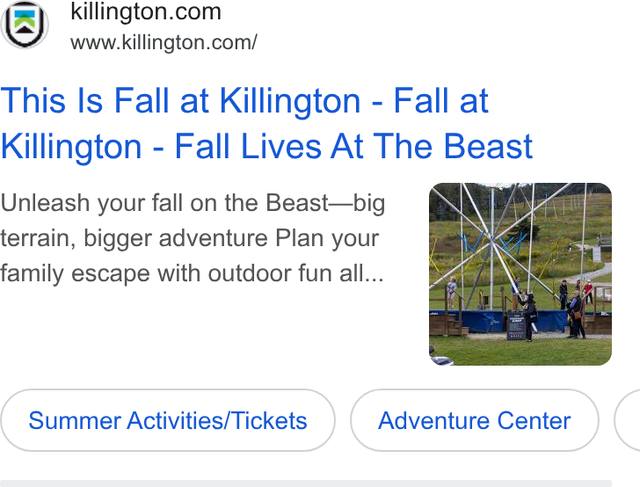 killington.com
www.killington.com/
This Is Fall at Killington - Fall at
Killington - Fall Lives At The Beast
Unleash your fall on the Beast—big
terrain, bigger adventure Plan your
family escape with outdoor fun all...
Summer Activities/Tickets
Adventure Center